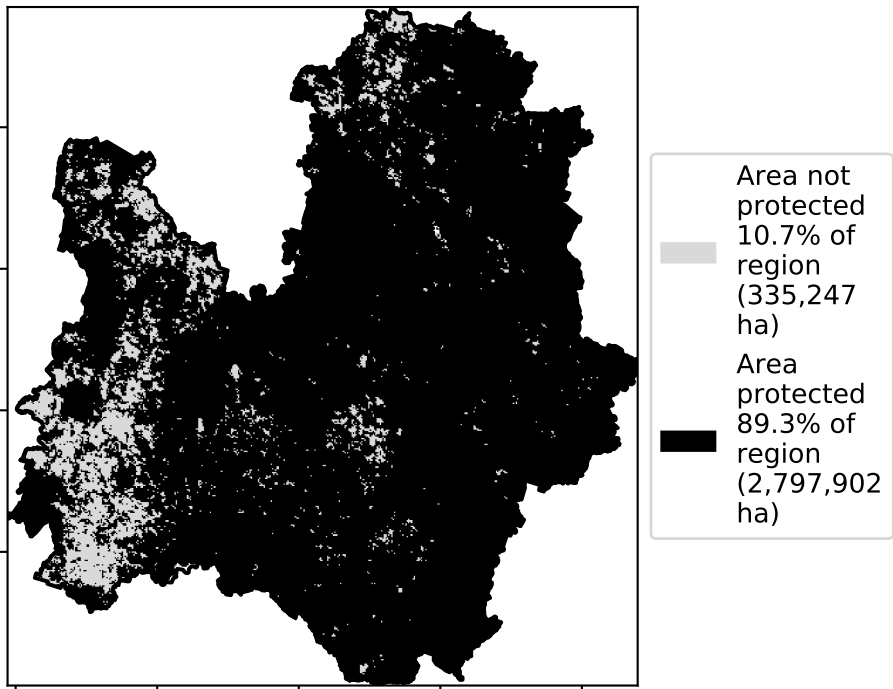 Area not
protected
10.7% of
region
(335,247
ha)
Area
protected
89.3% of
region
(2,797,902
ha)